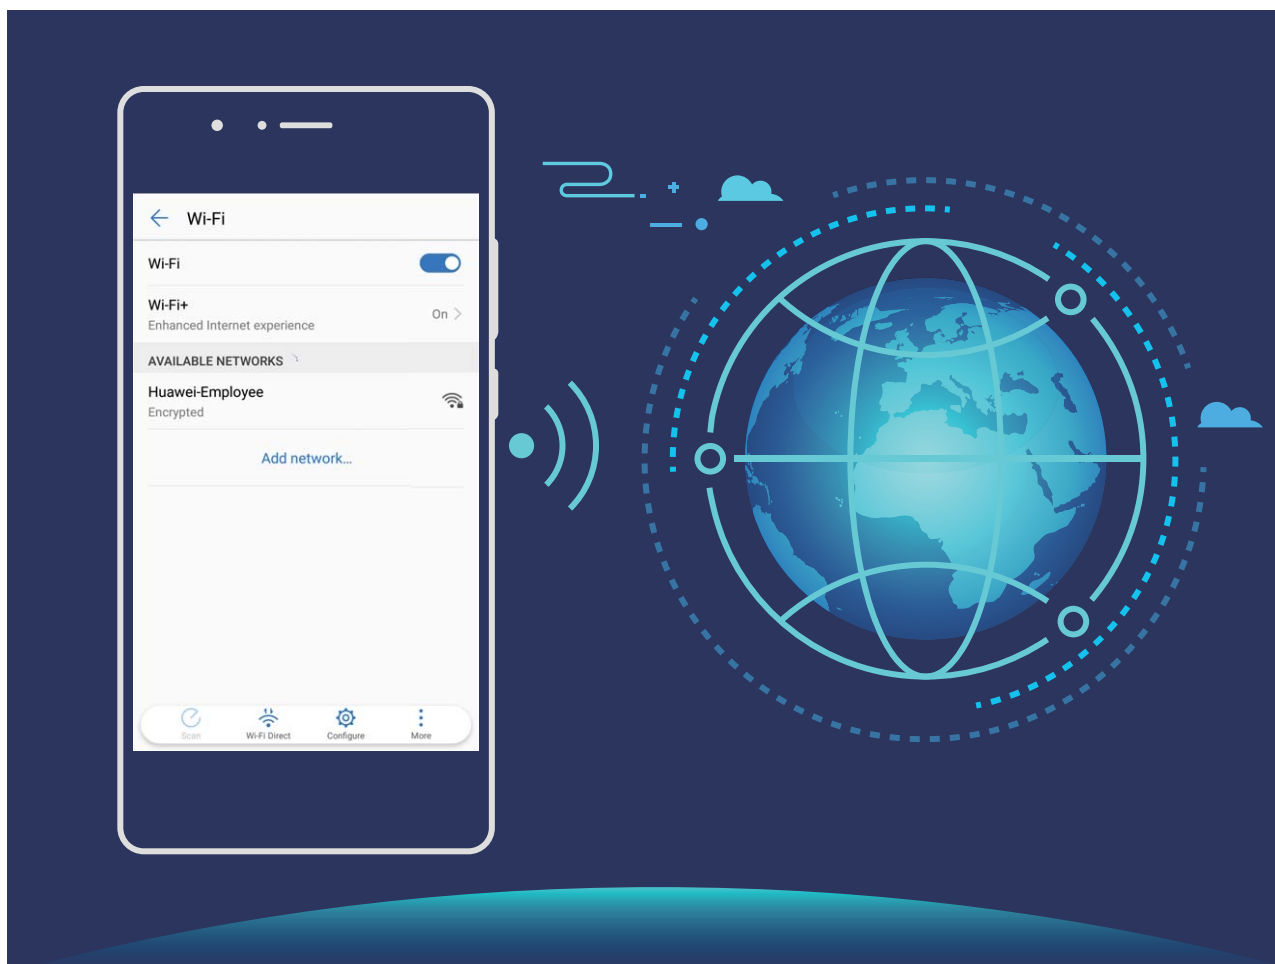 Wi-Fi
Wi-Fi
Wi-Fi+
Enhanced Internet experience
On
AVAILABLE NETWORKS
Huawei-Employee
Encrypted
Add network...
Scan
Wi-Fi Direct
Configure
More